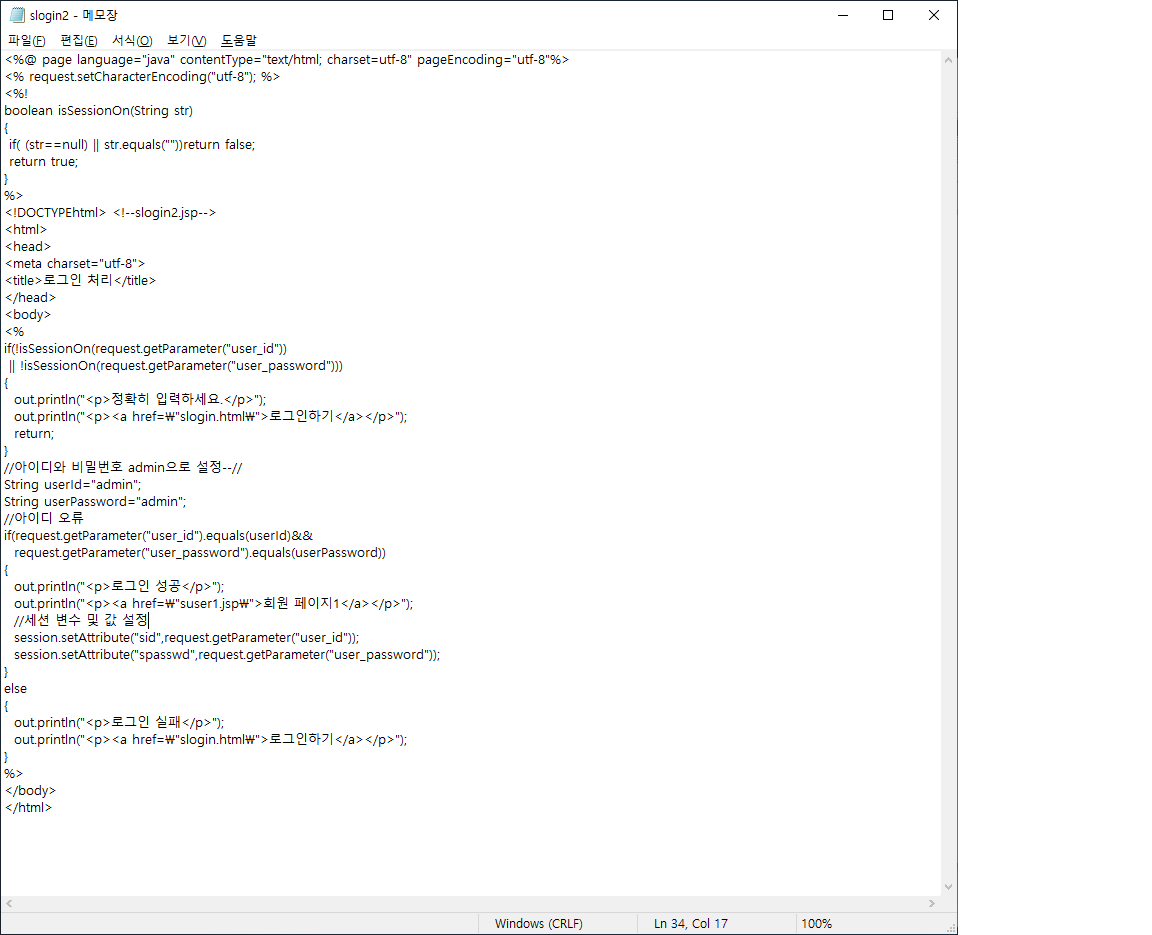 slogin2 - 메모장
파일(F) 편집(E) 서식(O) 보기(V) 도움말
<%@ page language="java" contentType="text/html; charset=utf-8" pageEncoding="utf-8"%>
<% request.setCharacterEncoding("utf-8"); %>
<%!
boolean isSessionOn(String str)
{
 if( (str==null) || str.equals(""))return false;
 return true;
}
%>
<!DOCTYPEhtml> <!--slogin2.jsp-->
<html>
<head>
<meta charset="utf-8">
<title>로그인 처리</title>
</head>
<body>
<%
if(!isSessionOn(request.getParameter("user_id"))
 || !isSessionOn(request.getParameter("user_password")))
{
  out.println("<p>정확히 입력하세요.</p>");
  out.println("<p><a href=₩"slogin.html₩">로그인하기</a></p>");
  return;
}
//아이디와 비밀번호 admin으로 설정--//
String userId="admin";
String userPassword="admin";
//아이디 오류
if(request.getParameter("user_id").equals(userId)&&
  request.getParameter("user_password").equals(userPassword))
{
  out.println("<p>로그인 성공</p>");
  out.println("<p><a href=₩"suser1.jsp₩">회원 페이지1</a></p>");
  //세션 변수 및 값 설정
  session.setAttribute("sid",request.getParameter("user_id"));
  session.setAttribute("spasswd",request.getParameter("user_password"));
}
else
{
  out.println("<p>로그인 실패</p>");
  out.println("<p><a href=₩"slogin.html₩">로그인하기</a></p>");
}
%>
</body>
</html>
Windows (CRLF) Ln 34, Col 17 100%